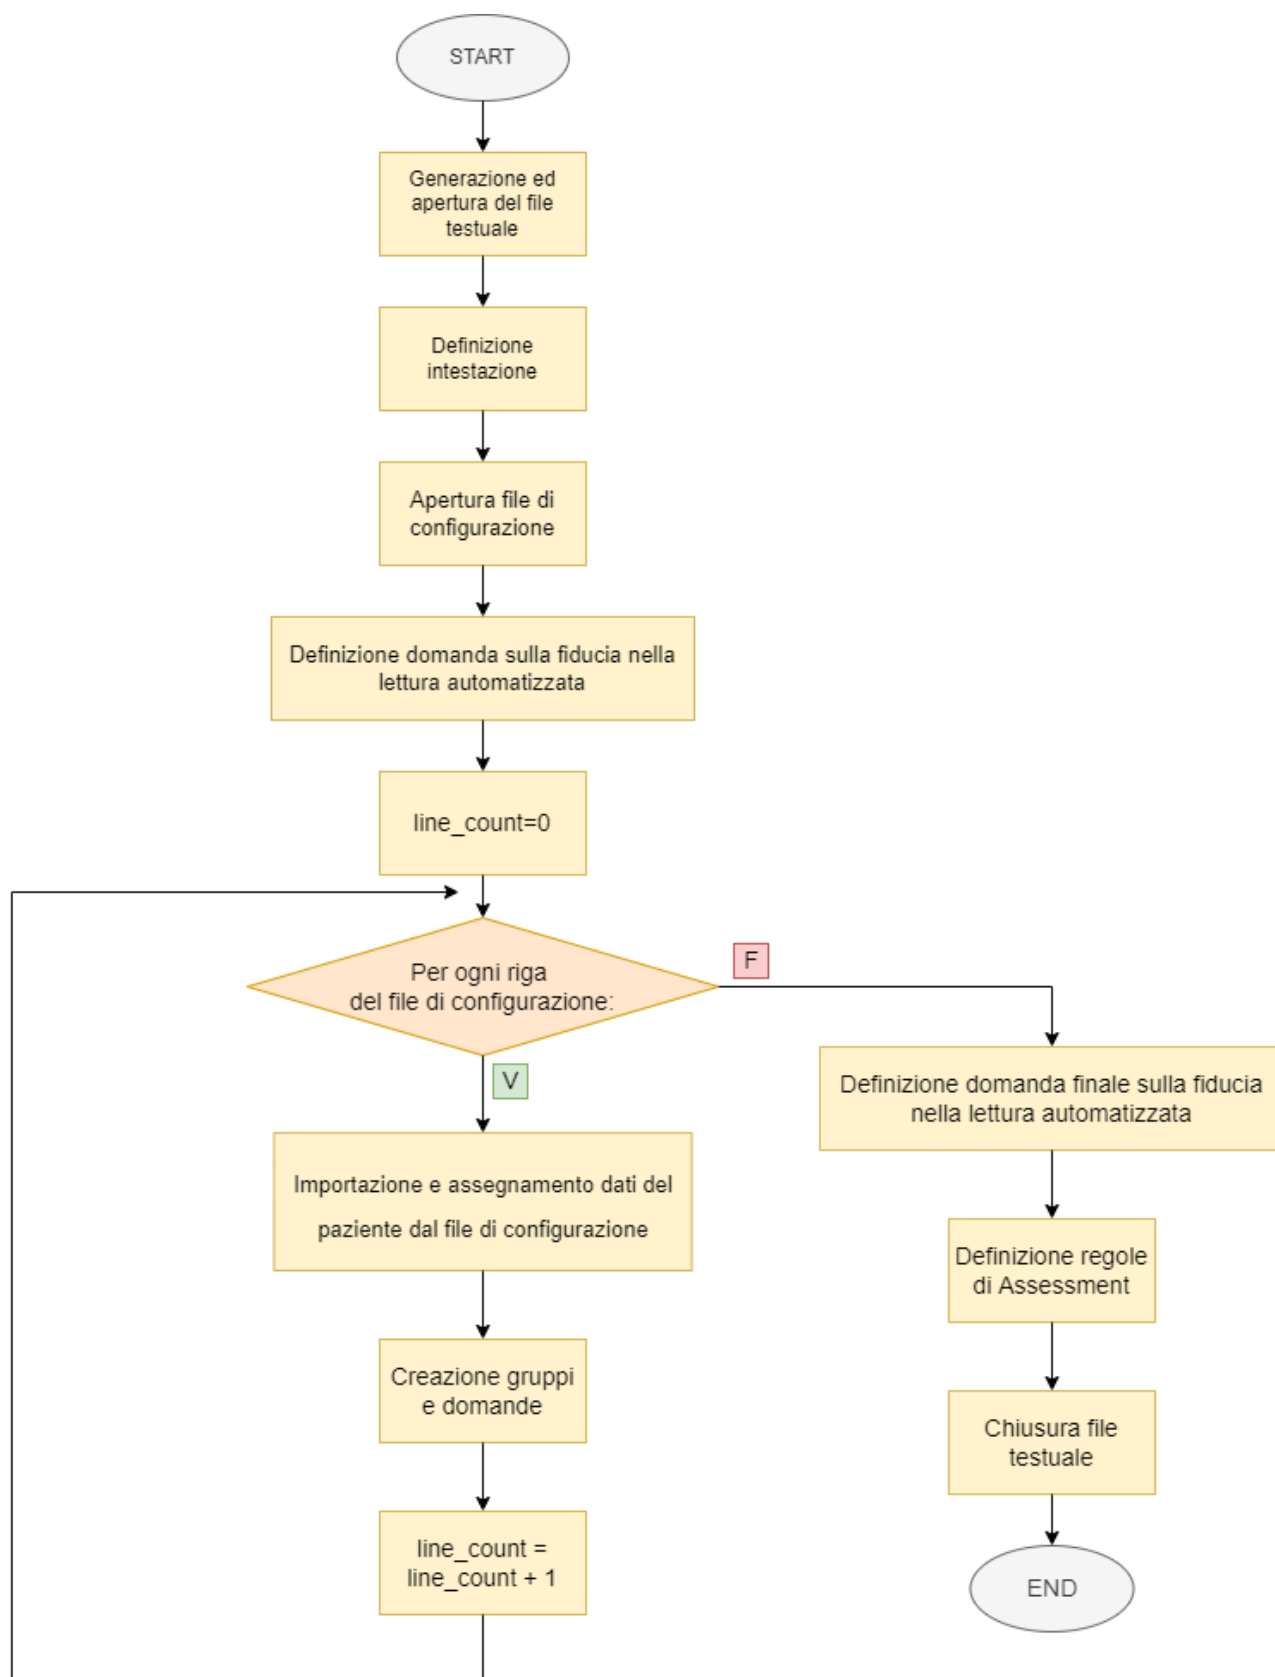 START
Generazione ed
apertura del file
testuale
Definizione
intestazione
Apertura file di
configurazione
Definizione domanda sulla fiducia nella
lettura automatizzata
line_count=0
Per ogni riga
del file di configurazione:
F
V
Importazione e assegnamento dati del
paziente dal file di configurazione
Creazione gruppi
e domande
line_count =
line_count + 1
Definizione domanda finale sulla fiducia
nella lettura automatizzata
Definizione regole
di Assessment
Chiusura file
testuale
END